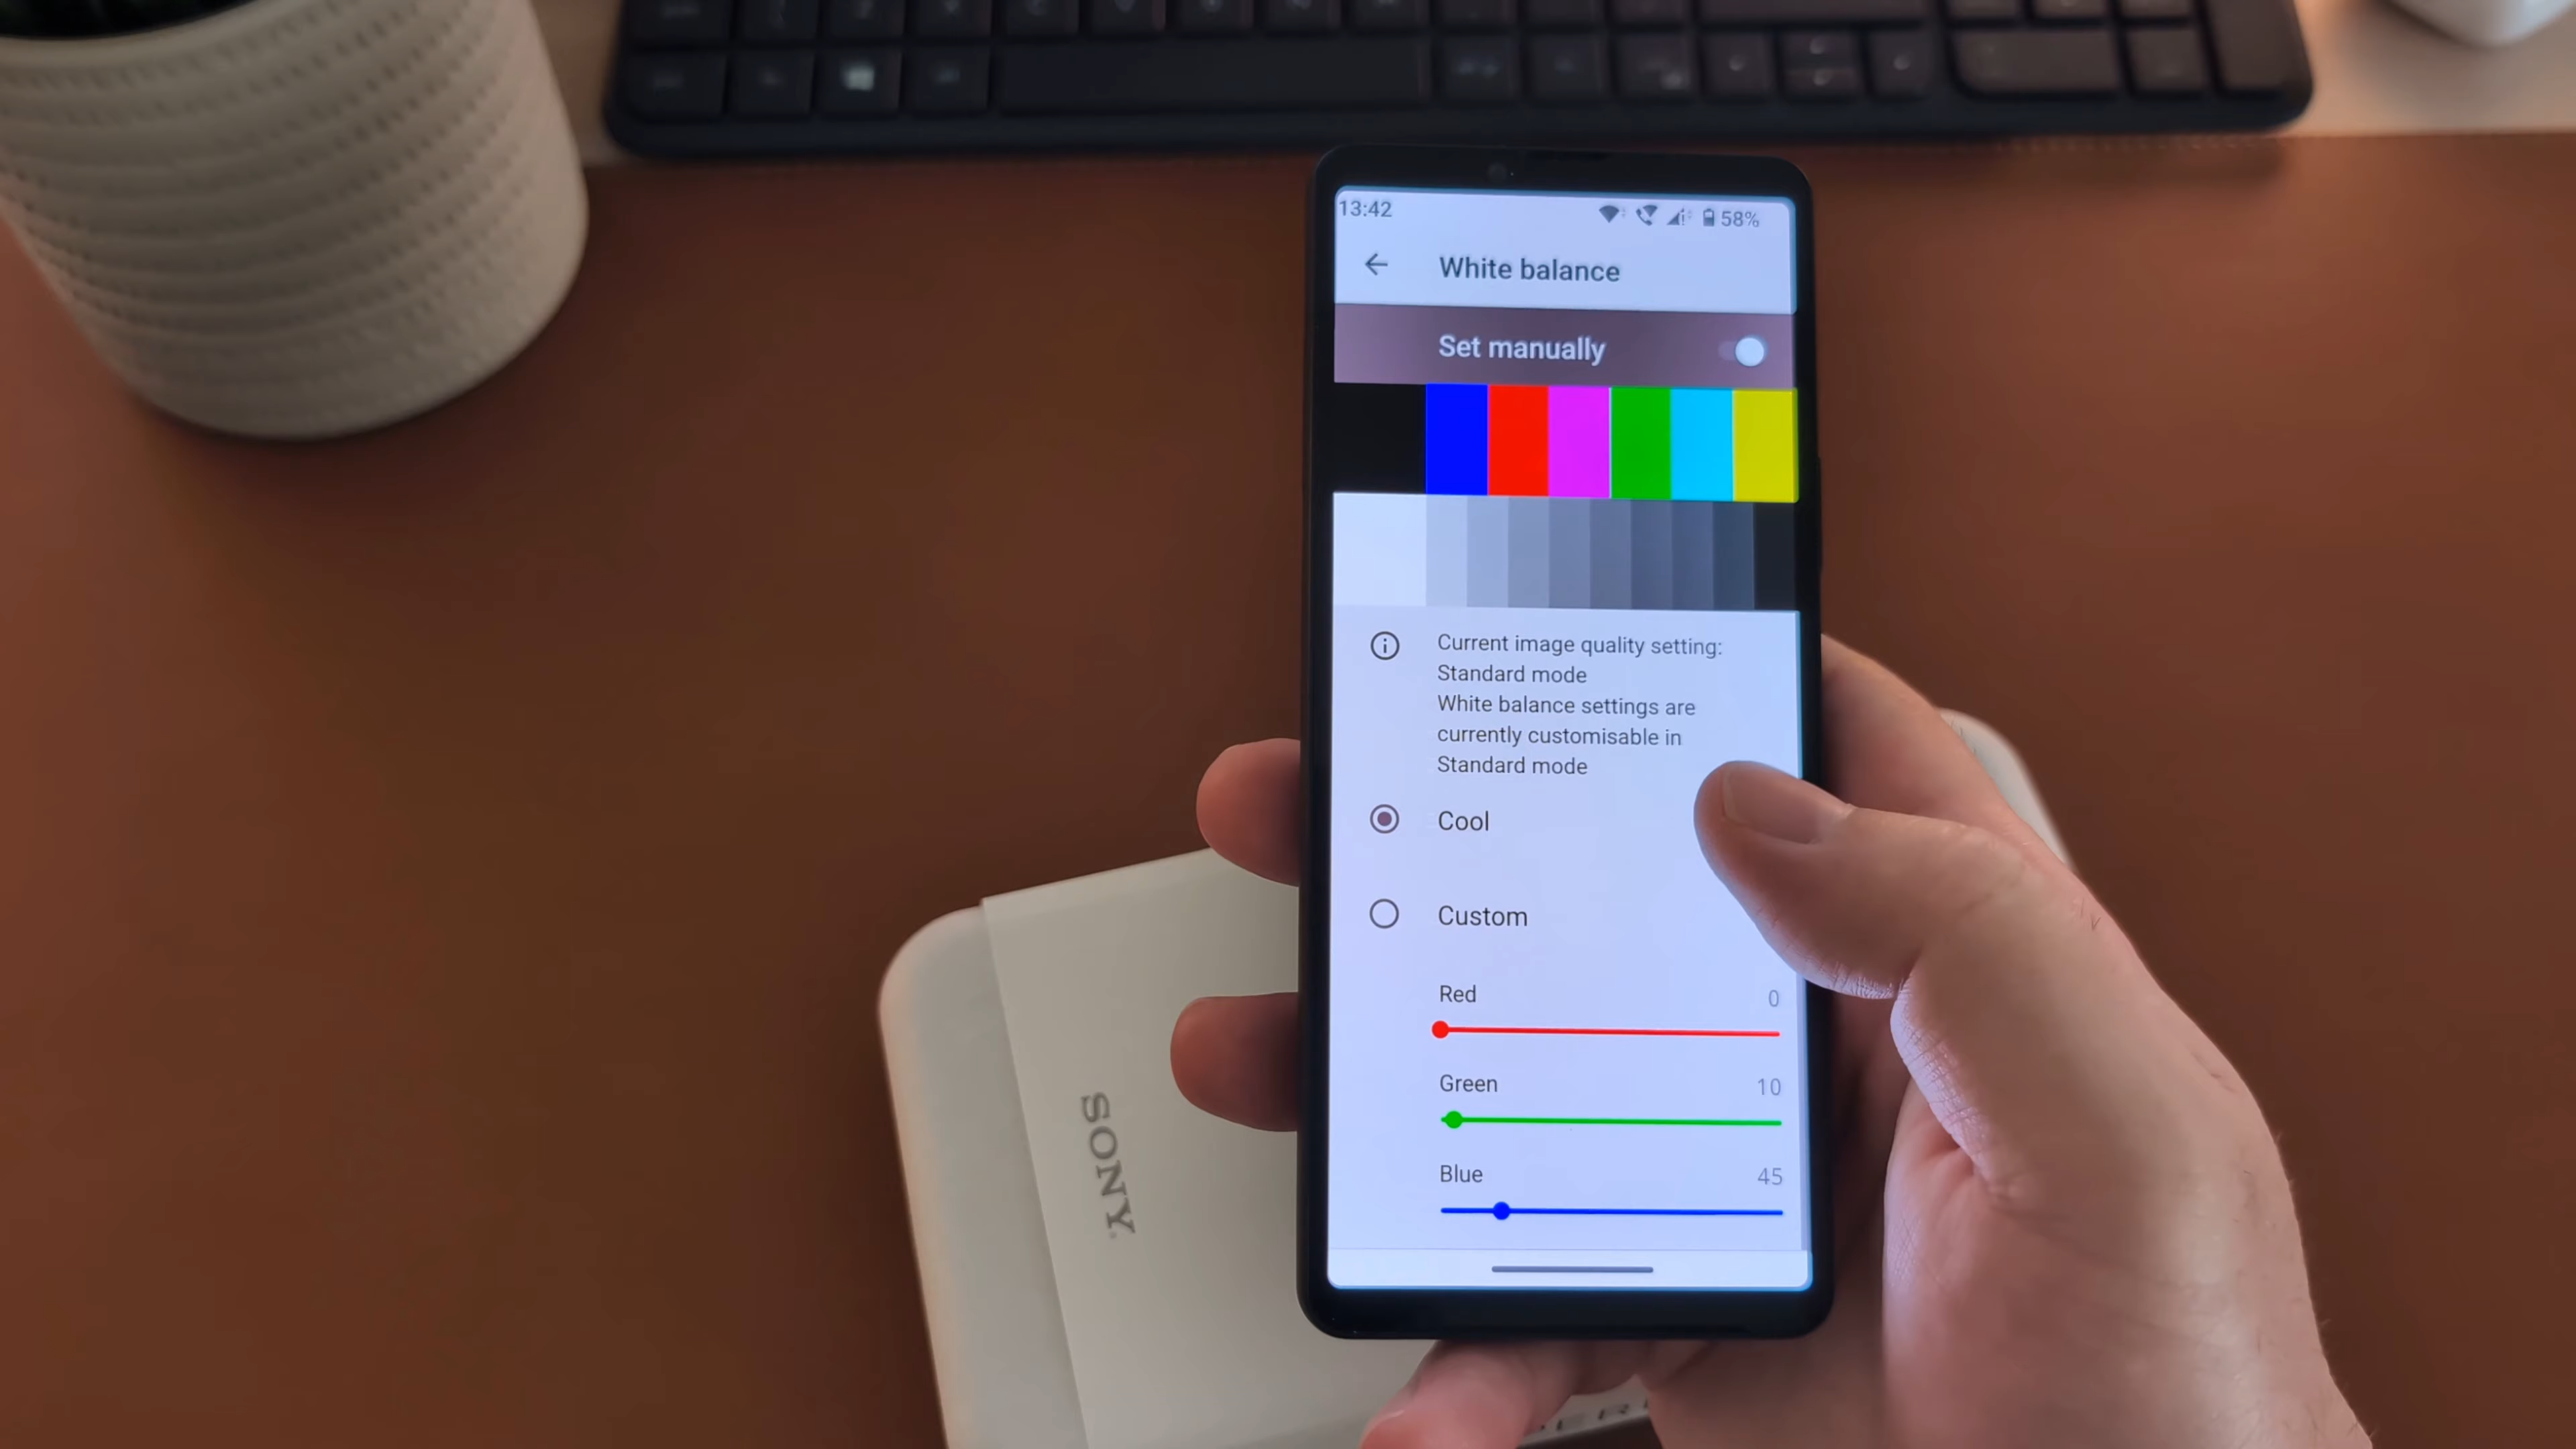 13:42
58%
White balance
Set manually
Current image quality setting:
Standard mode
White balance settings are
currently customisable in
Standard mode
Cool
Custom
Red 0
Green 10
Blue 45
SONY